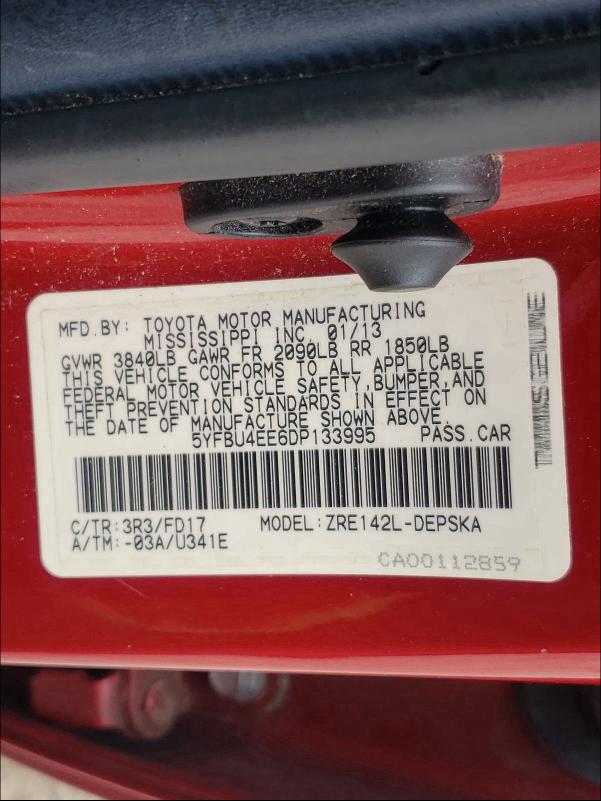 MFD.BY: TOYOTA MOTOR MANUFACTURING
MISSISSIPPI INC. 01/13
GVWR 3840LB GAWR FR 2090LB RR 1850LB
THIS VEHICLE CONFORMS TO ALL APPLICABLE
FEDERAL MOTOR VEHICLE SAFETY,BUMPER,AND
THEFT PREVENTION STANDARDS IN EFFECT ON
THE DATE OF MANUFACTURE SHOWN ABOVE.
5YFBU4EE6DP133995 PASS.CAR
C/TR:3R3/FD17 MODEL:ZRE142L-DEPSKA
A/TM:-03A/U341E
CA00112859